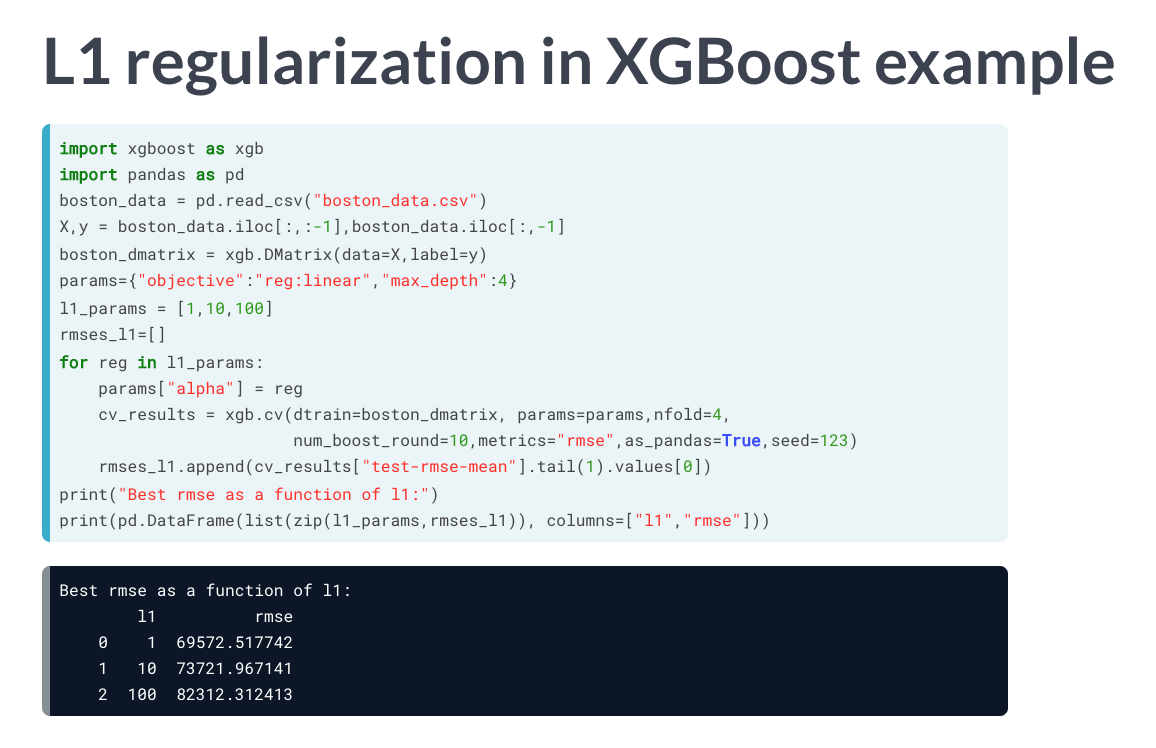 L1 regularization in XGBoost example
import xgboost as xgb
import pandas as pd
boston_data = pd.read_csv("boston_data.csv")
X,y = boston_data.iloc[:,:-1],boston_data.iloc[:,-1]
boston_dmatrix = xgb.DMatrix(data=X,label=y)
params={"objective":"reg:linear","max_depth":4}
l1_params = [1,10,100]
rmses_l1=[]
for reg in l1_params:
    params["alpha"] = reg
    cv_results = xgb.cv(dtrain=boston_dmatrix, params=params,nfold=4,
                        num_boost_round=10,metrics="rmse",as_pandas=True,seed=123)
    rmses_l1.append(cv_results["test-rmse-mean"].tail(1).values[0])
print("Best rmse as a function of l1:")
print(pd.DataFrame(list(zip(l1_params,rmses_l1)), columns=["l1","rmse"]))
Best rmse as a function of l1:
        l1          rmse
    0    1  69572.517742
    1   10  73721.967141
    2  100  82312.312413